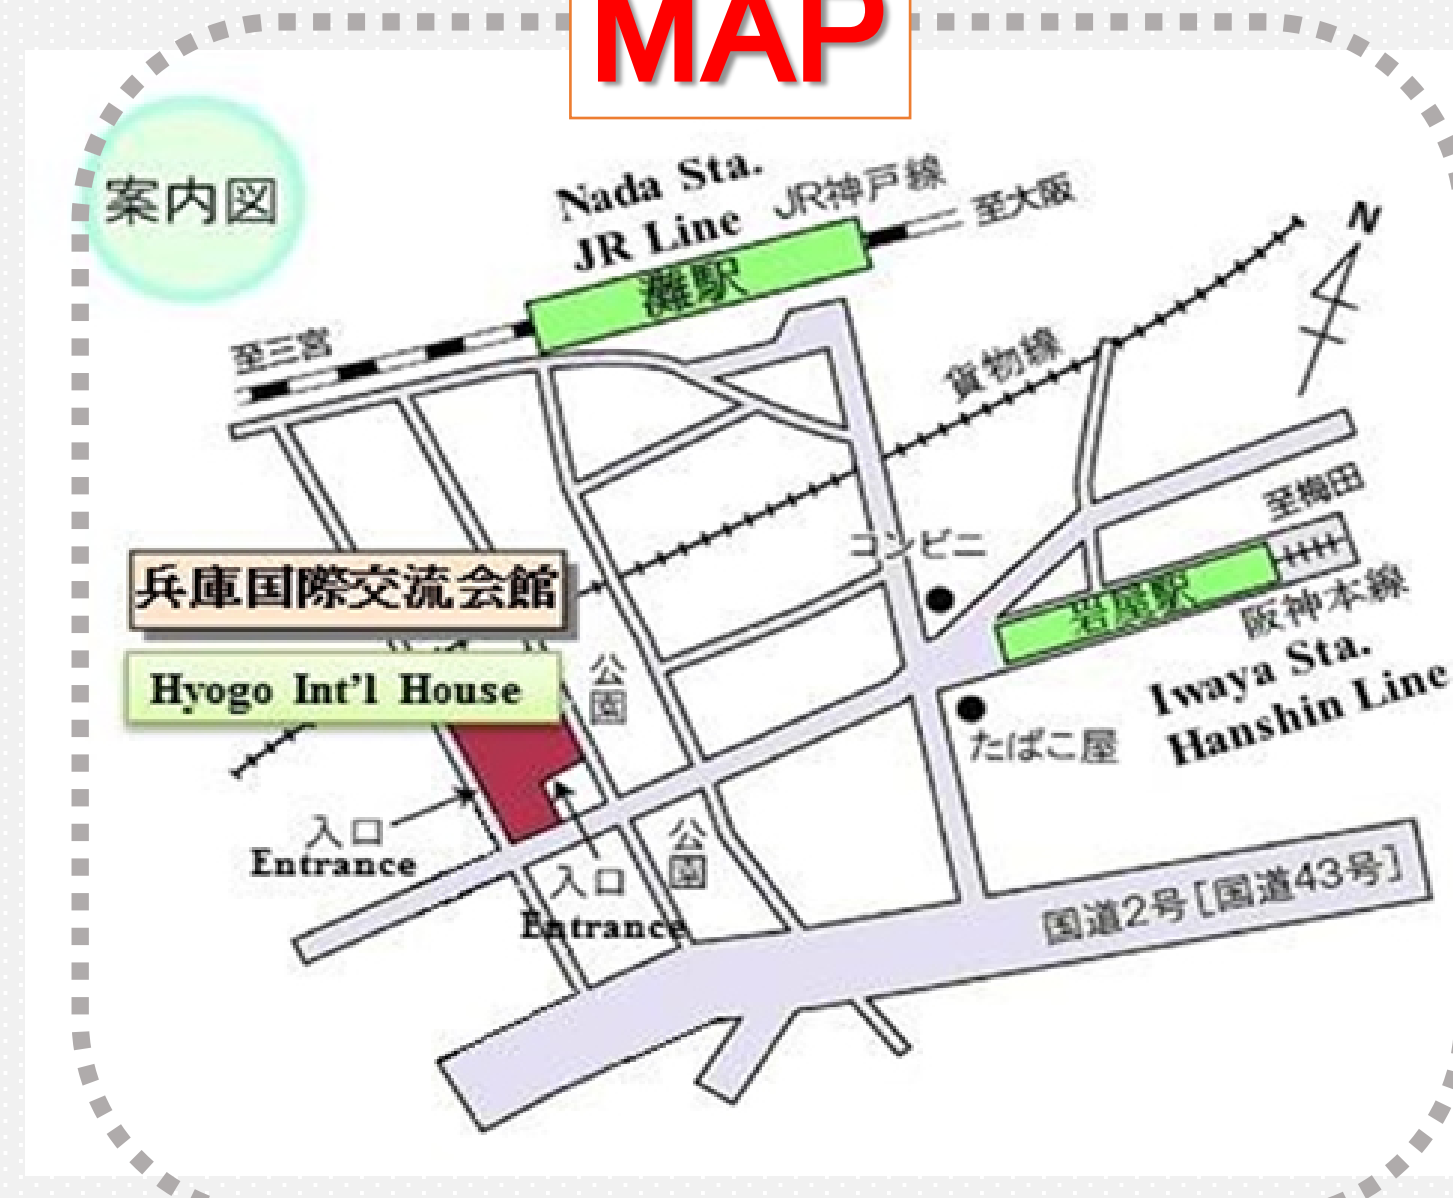 MAP
案内図
Nada Sta.
JR Line
JR神戸線
至大阪
灘駅
N
至三宮
貨物線
至梅田
コンビニ
岩屋駅
阪神本線
Iwaya Sta.
Hanshin Line
兵庫国際交流会館
Hyogo Int'l House
公園
たばこ屋
入口
Entrance
公園
入口
Entrance
国道2号[国道43号]